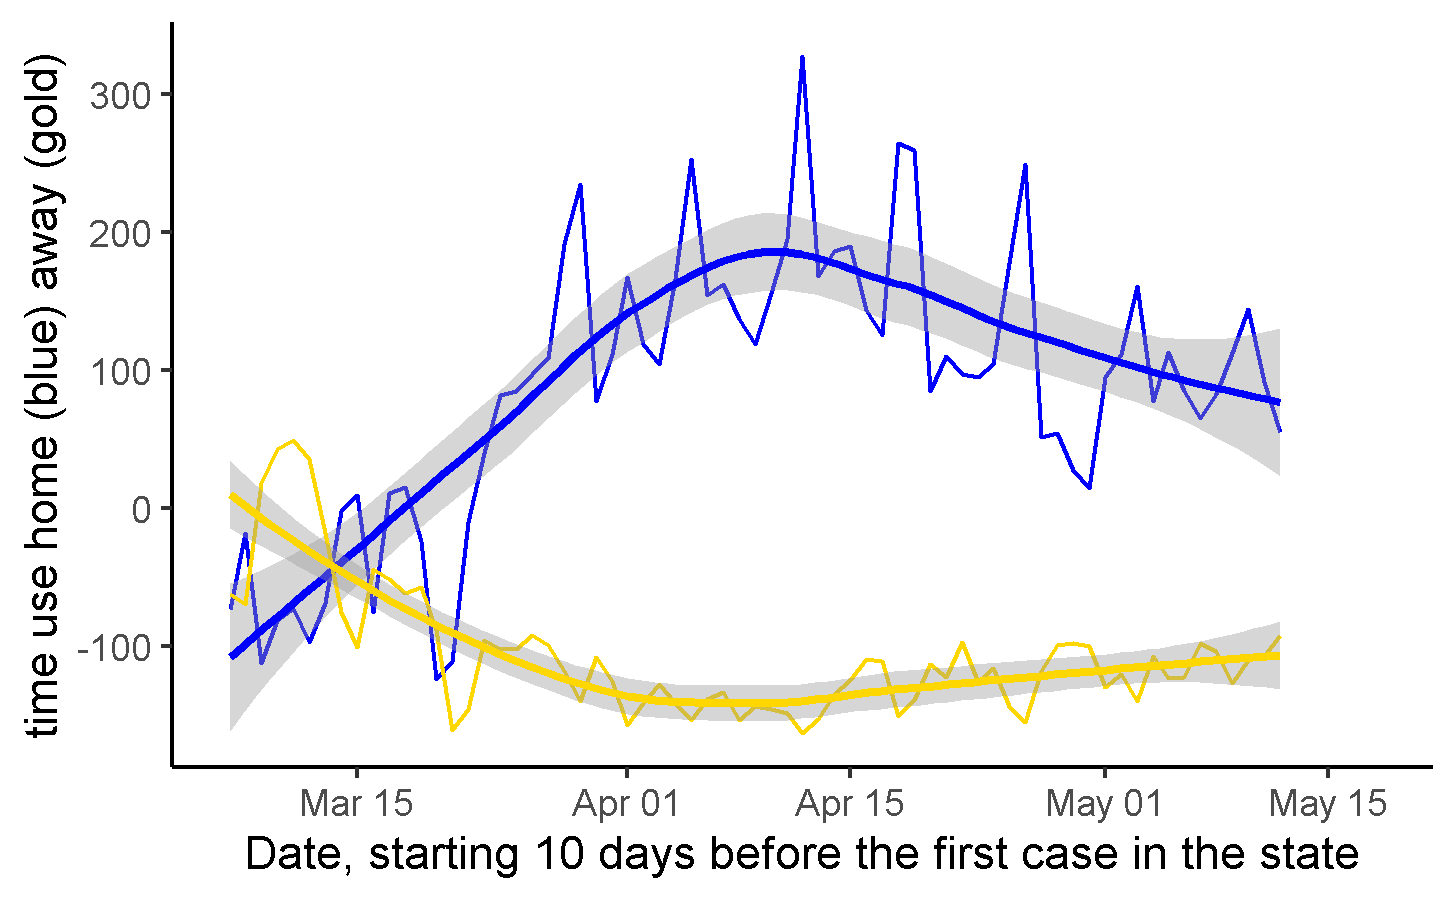 time use home (blue) away (gold)
300
200
100
0
-100
Mar 15
Apr 01
Apr 15
May 01
May 15
Date, starting 10 days before the first case in the state